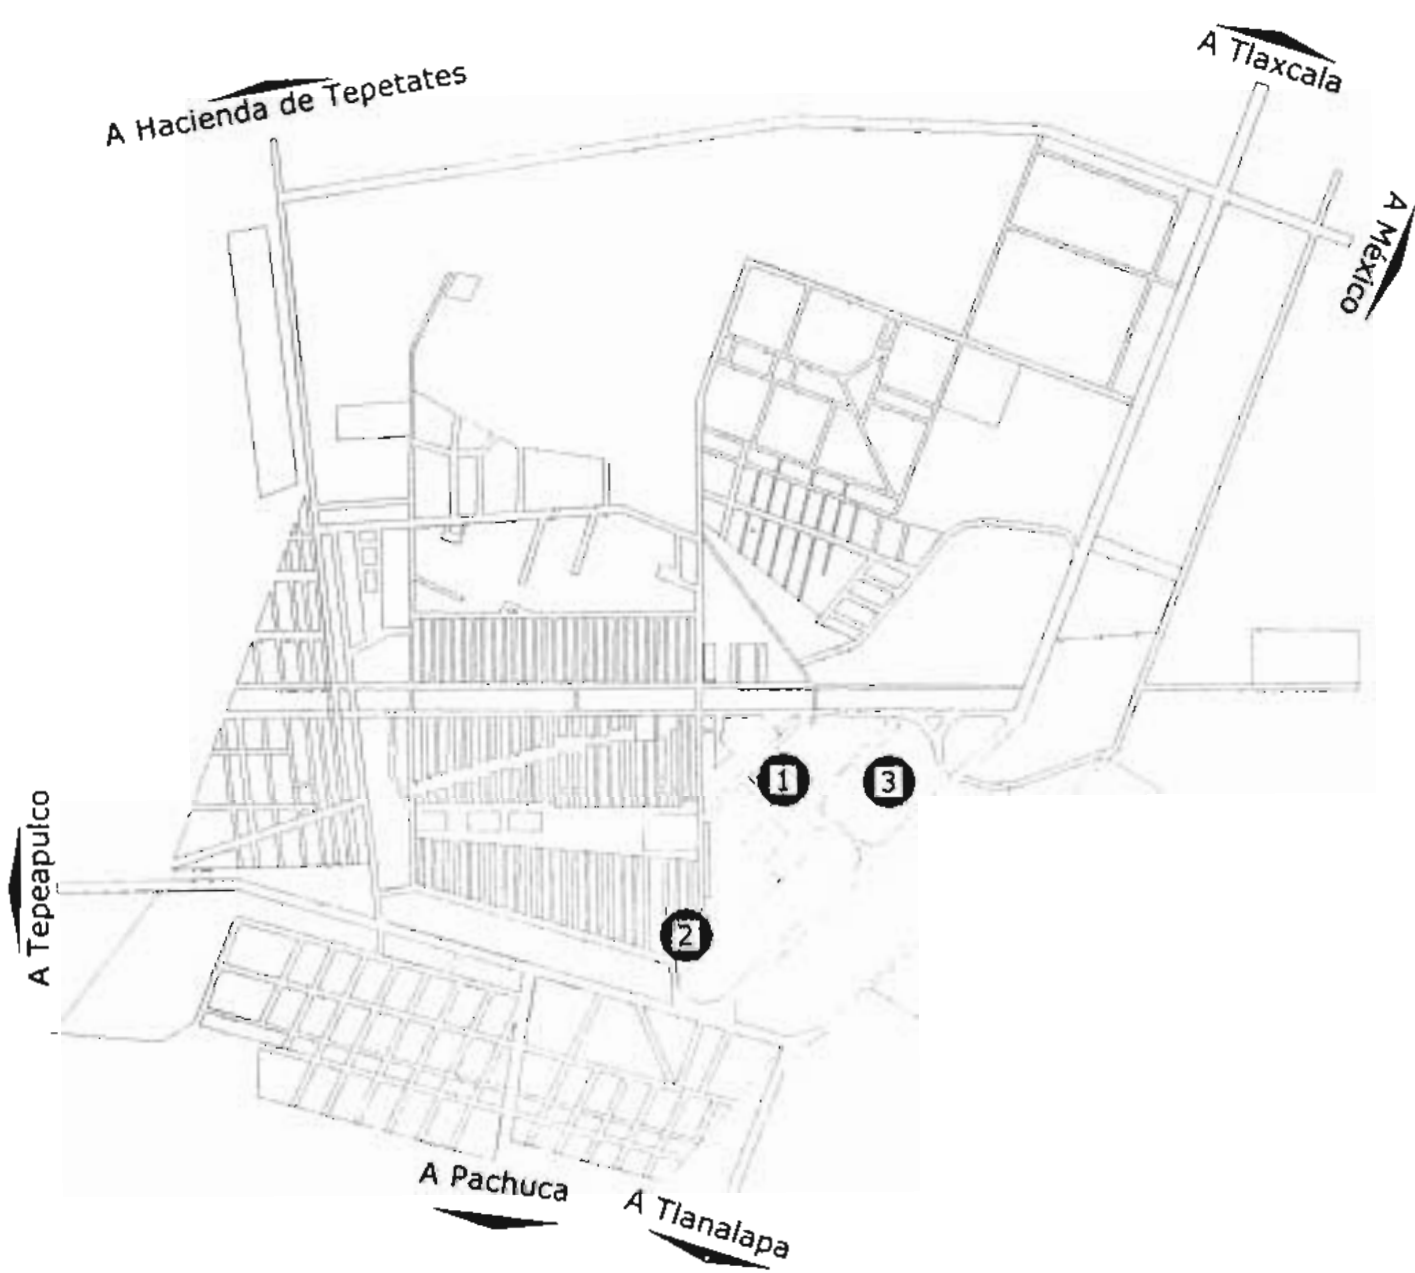 A Tlaxcala
A Hacienda de Tepetates
A México
1
3
A Tepeapulco
2
A Pachuca
A Tlanalapa